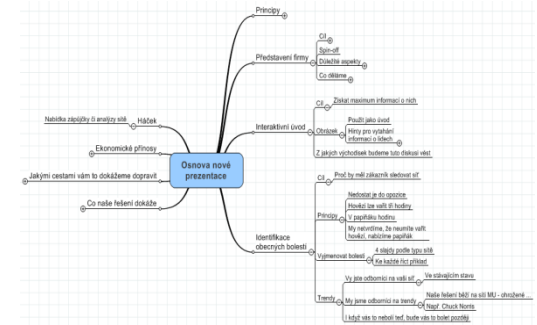 Principy
Představení firmy
Cíl
Spin-off
Důležité aspekty
Co děláme
Interaktivní úvod
Cíl
Získat maximum informací o nich
Obrázek
Použít jako úvod
Hinty pro vytahání
informací o lidech
Z jakých východisek budeme tuto diskusi vést
Identifikace
obecných bolestí
Cíl
Proč by měl zákazník sledovat síť
Principy
Nedostat je do opozice
Hovězí lze vařit tři hodiny
V papiňáku hodinu
My netvrdíme, že neumíte vařit
hovězí, nabízíme papiňák
Vyjmenovat bolesti
4 slajdy podle typu sítě
Ke každé říct příklad
Trendy
Vy jste odborníci na vaši síť
Ve stávajícím stavu
My jsme odborníci na trendy
Naše řešení běží na síti MU - ohrožené ...
Např. Chuck Norris
I když vás to nebolí teď, bude vás to bolet později
Osnova nové
prezentace
Háček
Nabídka zápůjčky či analýzy sítě
Ekonomické přínosy
Jakými cestami vám to dokážeme dopravit
Co naše řešení dokáže